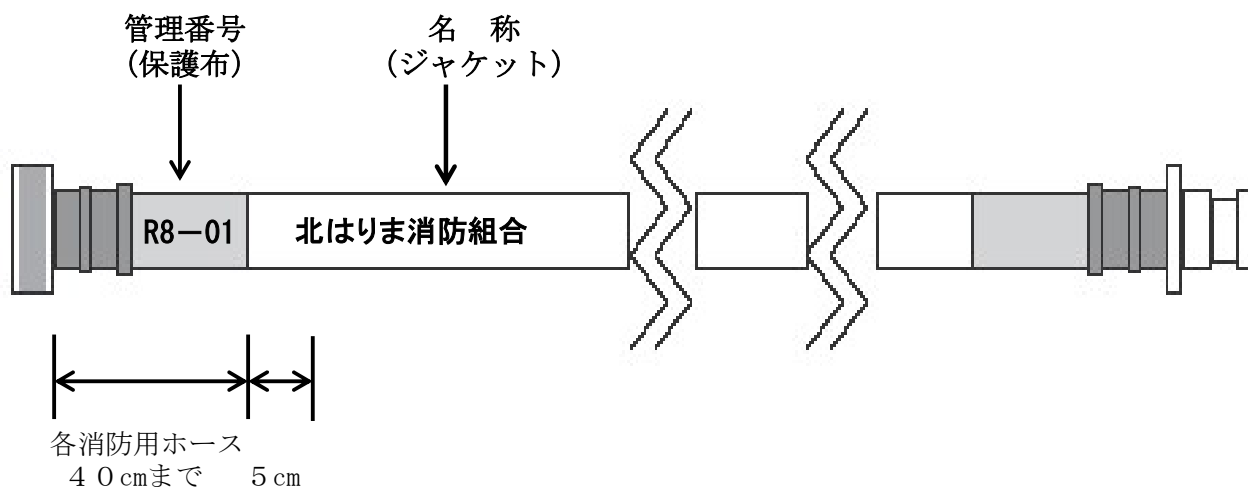 管理番号
(保護布)
名 称
(ジャケット)
R8－01
北はりま消防組合
各消防用ホース
４０㎝まで ５㎝